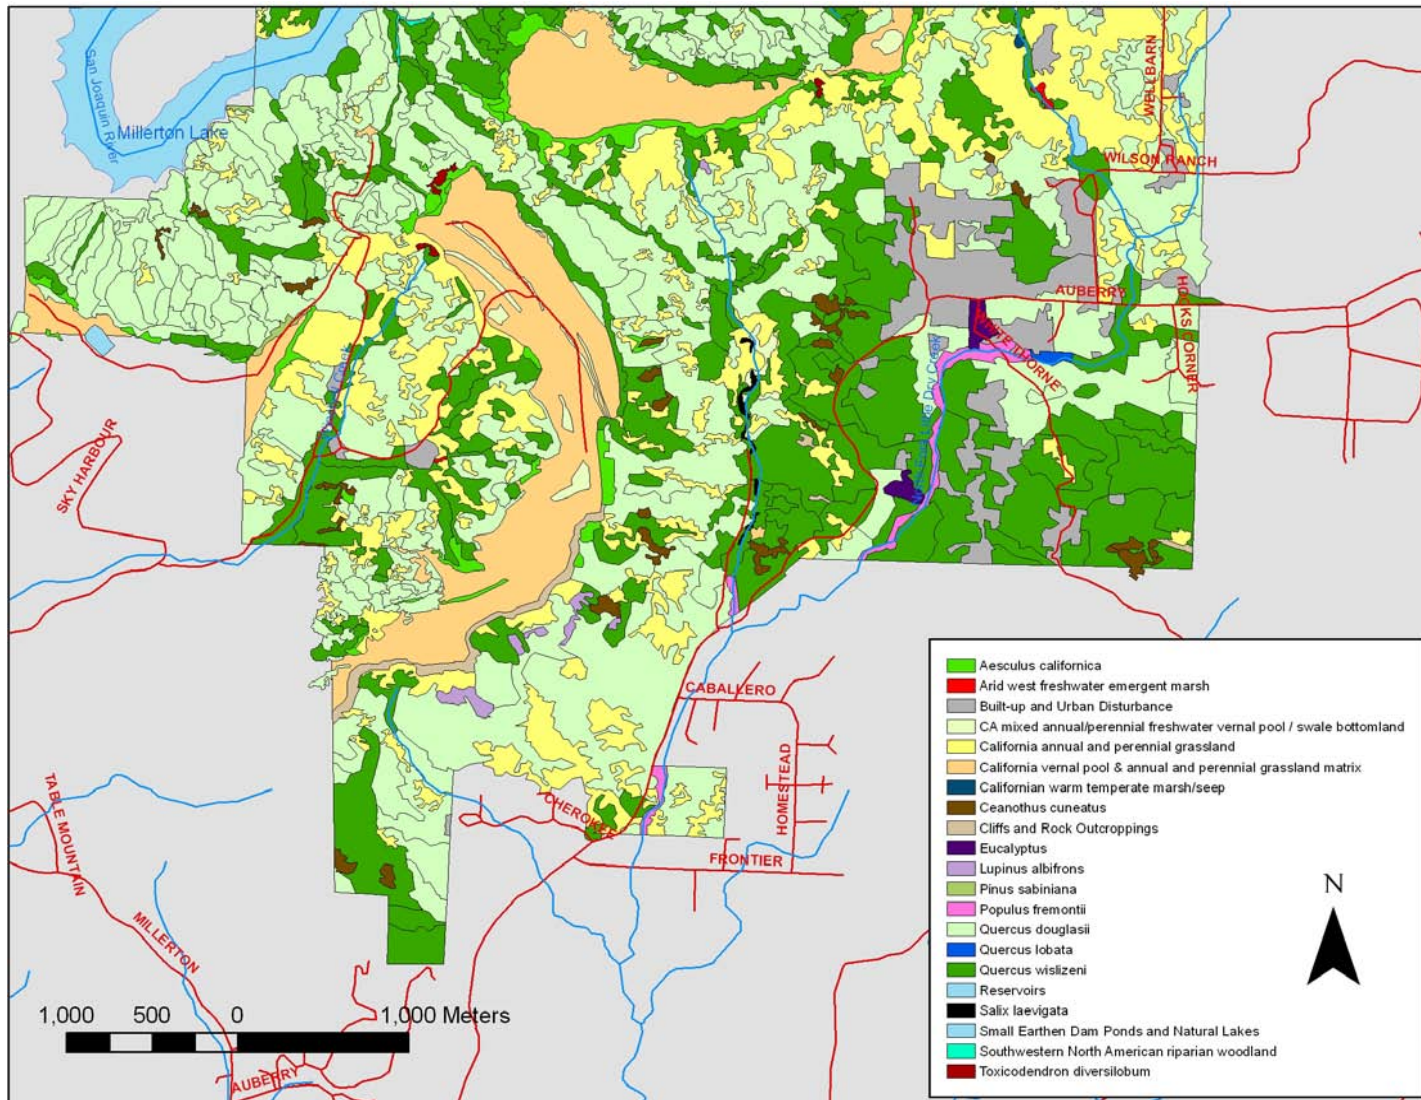 San Joaquin River
Millerton Lake
WELLBARN
WILSON RANCH
AUBERRY
HOCKS CORNER
WHITETHORNE
Creek
Dry Creek
SKY HARBOUR
CABALLERO
HOMESTEAD
CHEROKEE
FRONTIER
TABLE MOUNTAIN
MILLERTON
AUBERRY
1,000 500 0 1,000 Meters
Aesculus californica
Arid west freshwater emergent marsh
Built-up and Urban Disturbance
CA mixed annual/perennial freshwater vernal pool / swale bottomland
California annual and perennial grassland
California vernal pool & annual and perennial grassland matrix
Californian warm temperate marsh/seep
Ceanothus cuneatus
Cliffs and Rock Outcroppings
Eucalyptus
Lupinus albifrons
Pinus sabiniana
Populus fremontii
Quercus douglasii
Quercus lobata
Quercus wislizeni
Reservoirs
Salix laevigata
Small Earthen Dam Ponds and Natural Lakes
Southwestern North American riparian woodland
Toxicodendron diversilobum
N